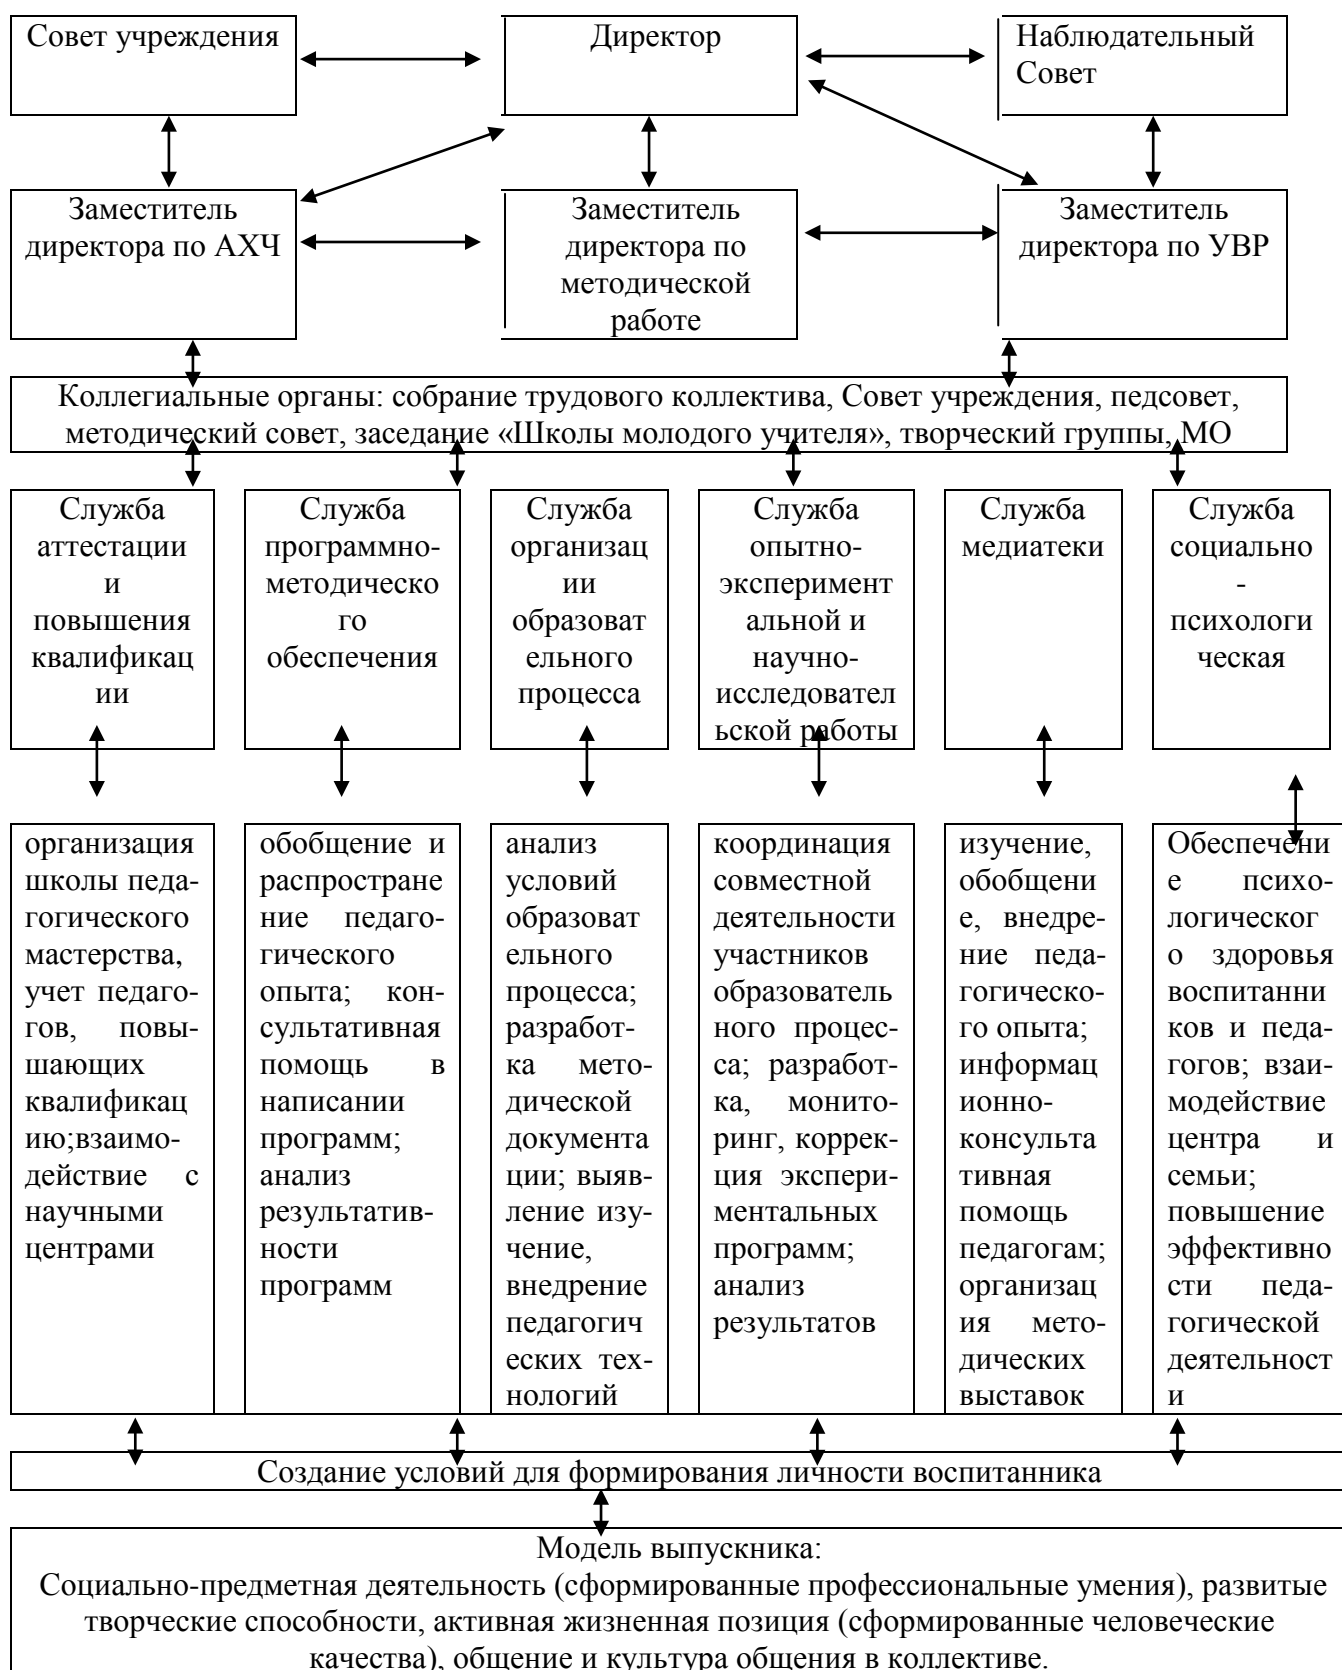 Совет учреждения
Директор
Наблюдательный
Совет
Заместитель
директора по АХЧ
Заместитель
директора по
методической
работе
Заместитель
директора по УВР
Коллегиальные органы: собрание трудового коллектива, Совет учреждения, педсовет,
методический совет, заседание «Школы молодого учителя», творческий группы, МО
Служба
аттестации
и
повышения
квалификац
ии
Служба
программно-
методическо
го
обеспечения
Служба
организац
ии
образоват
ельного
процесса
Служба
опытно-
эксперимент
альной и
научно-
исследовател
ьской работы
Служба
медиатеки
Служба
социально
-
психологи
ческая
организация
школы педа-
гогического
мастерства,
учет педаго-
гов, повы-
шающих
квалификац
ию;взаимо-
действие с
научными
центрами
обобщение и
распростране
ние педаго-
гического
опыта; кон-
сультативная
помощь в
написании
программ;
анализ
результатив-
ности
программ
анализ
условий
образоват
ельного
процесса;
разработ-
ка мето-
дической
документа
ции; выяв-
ление изу-
чение,
внедрение
педагогич
еских тех-
нологий
координация
совместной
деятельности
участников
образователь
ного процес-
са; разработ-
ка, монито-
ринг, коррек-
ция экспери-
ментальных
программ;
анализ
результатов
изучение,
обобщени
е, внедре-
ние педа-
гогическо-
го опыта;
информац
ионно-
консульта
тивная
помощь
педагогам;
организац
ия мето-
дических
выставок
Обеспечени
е психо-
логическог
о здоровья
воспитанни
ков и педа-
гогов; взаи-
модействие
центра и
семьи;
повышение
эффективно
сти педа-
гогической
деятельност
и
Создание условий для формирования личности воспитанника
Модель выпускника:
Социально-предметная деятельность (сформированные профессиональные умения), развитые
творческие способности, активная жизненная позиция (сформированные человеческие
качества), общение и культура общения в коллективе.